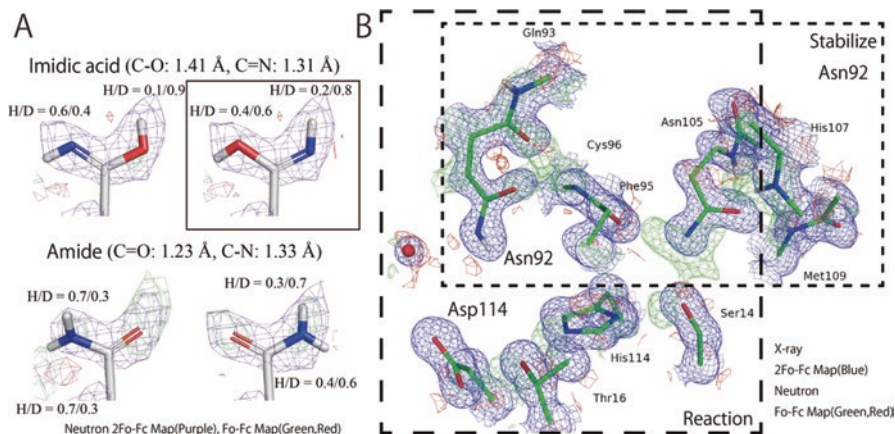 A
Imidic acid (C-O: 1.41 Å, C=N: 1.31 Å)
H/D = 0.1/0.9
H/D = 0.6/0.4
H/D = 0.2/0.8
H/D = 0.4/0.6
Amide (C=O: 1.23 Å, C-N: 1.33 Å)
H/D = 0.7/0.3
H/D = 0.3/0.7
H/D = 0.4/0.6
H/D = 0.7/0.3
Neutron 2Fo-Fc Map(Purple), Fo-Fc Map(Green,Red)
B
Gln93
Stabilize
Asn92
Cys96
Asn105
His107
Phe95
Asn92
Met109
Asp114
Ser14
His114
Thr16
Reaction
X-ray
2Fo-Fc Map(Blue)
Neutron
Fo-Fc Map(Green,Red)